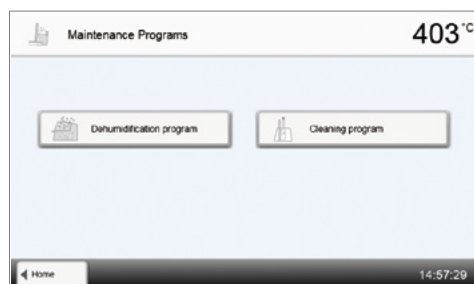 Maintenance Programs
403 °C
Dehumidification program
Cleaning program
Home
14:57:29